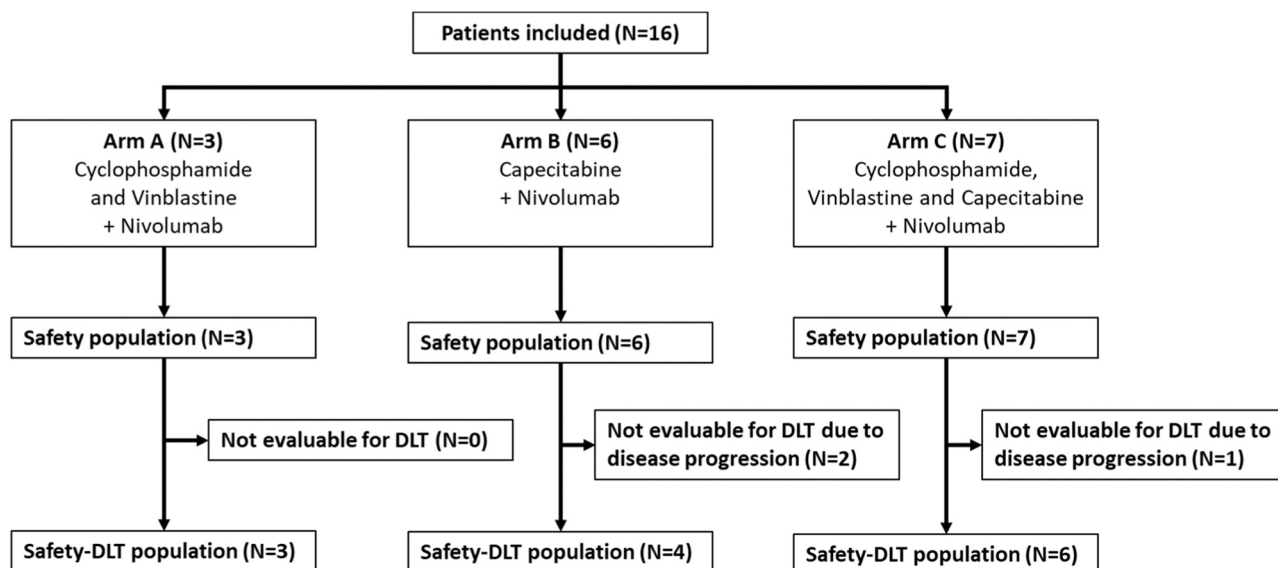 Patients included (N=16)
Arm A (N=3)
Cyclophosphamide
and Vinblastine
+ Nivolumab
Arm B (N=6)
Capecitabine
+ Nivolumab
Arm C (N=7)
Cyclophosphamide,
Vinblastine and Capecitabine
+ Nivolumab
Safety population (N=3)
Safety population (N=6)
Safety population (N=7)
Not evaluable for DLT (N=0)
Not evaluable for DLT due to
disease progression (N=2)
Not evaluable for DLT due to
disease progression (N=1)
Safety-DLT population (N=3)
Safety-DLT population (N=4)
Safety-DLT population (N=6)